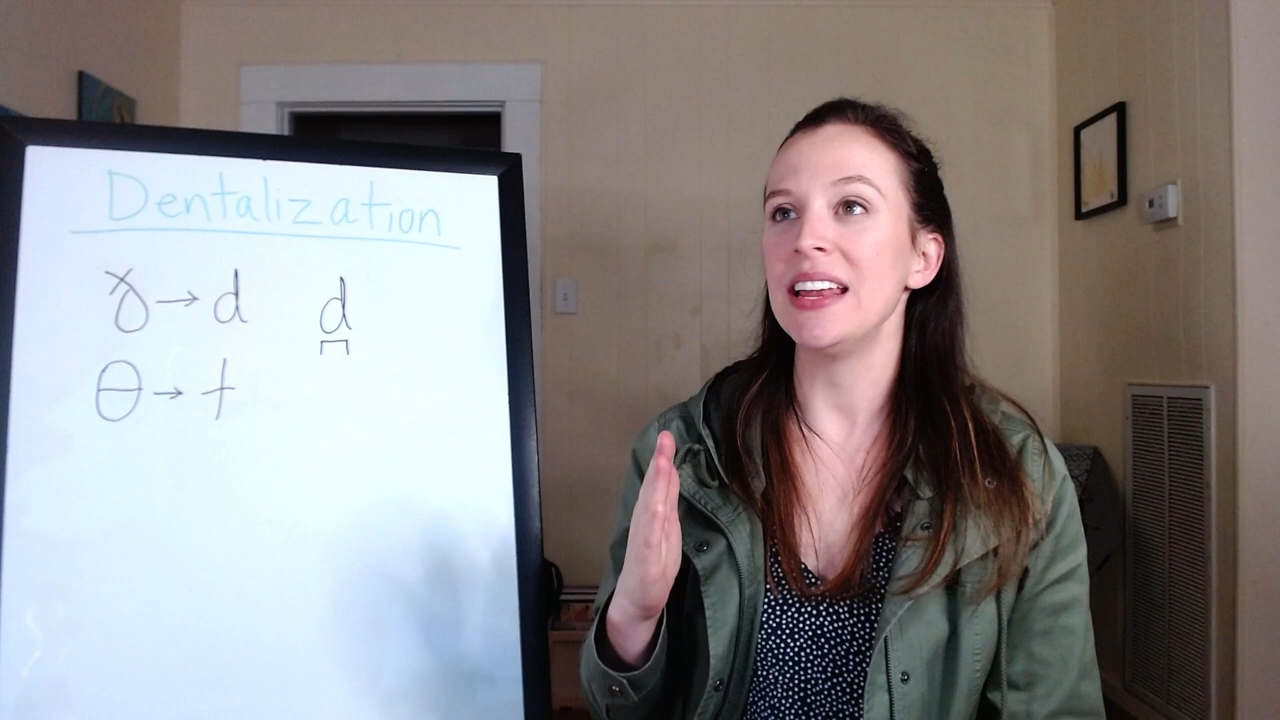 Dentalization
ð → d d̪
θ → t